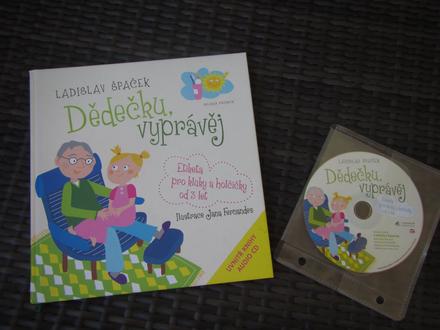 LADISLAV ŠPAČEK
Dědečku,
vyprávěj
Etiketa
pro kluky a holčičky
od 3 let
Ilustrace Jana Fernandes
UVNITŘ KNIHY
AUDIO CD
LADISLAV ŠPAČEK
Dědečku,
vyprávěj